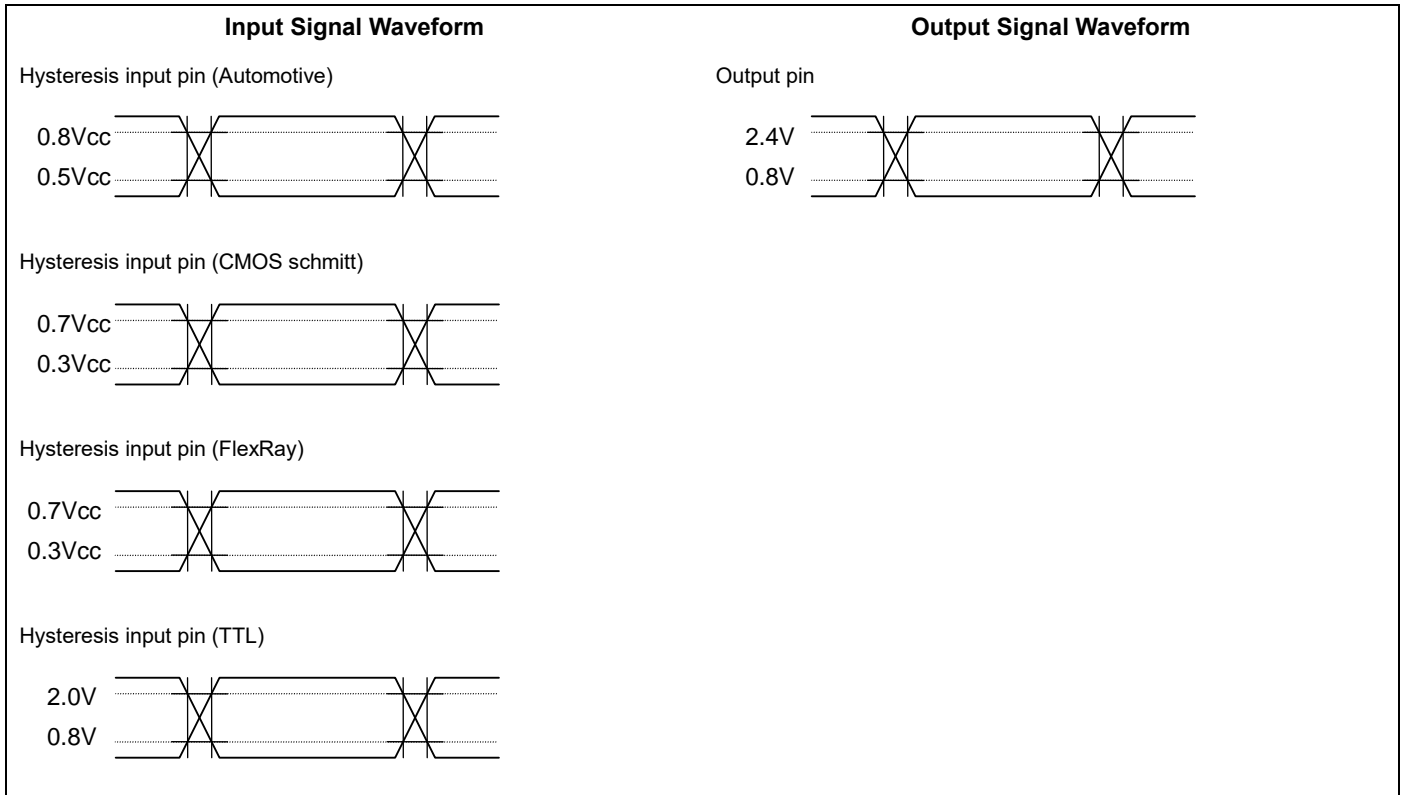 Input Signal Waveform
Hysteresis input pin (Automotive)
0.8Vcc
0.5Vcc
Hysteresis input pin (CMOS schmitt)
0.7Vcc
0.3Vcc
Hysteresis input pin (FlexRay)
0.7Vcc
0.3Vcc
Hysteresis input pin (TTL)
2.0V
0.8V
Output Signal Waveform
Output pin
2.4V
0.8V